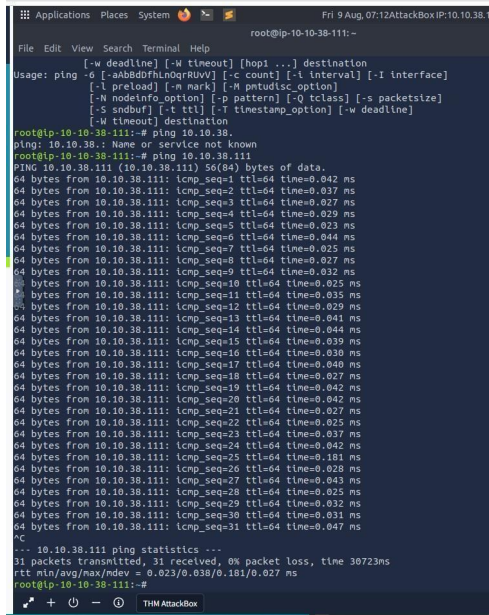 Applications Places System Fri 9 Aug, 07:12 AttackBox IP:10.10.38.1
root@ip-10-10-38-111: ~
File Edit View Search Terminal Help
[-w deadline] [-W timeout] [hop1 ...] destination
Usage: ping -6 [-aAbBdDfhLnOqrRUvV] [-c count] [-i interval] [-I interface]
[-l preload] [-m mark] [-M pmtudisc_option]
[-N nodeinfo_option] [-p pattern] [-Q tclass] [-s packetsize]
[-S sndbuf] [-t ttl] [-T timestamp_option] [-w deadline]
[-W timeout] destination
root@ip-10-10-38-111:~# ping 10.10.38.
ping: 10.10.38.: Name or service not known
root@ip-10-10-38-111:~# ping 10.10.38.111
PING 10.10.38.111 (10.10.38.111) 56(84) bytes of data.
64 bytes from 10.10.38.111: icmp_seq=1 ttl=64 time=0.042 ms
64 bytes from 10.10.38.111: icmp_seq=2 ttl=64 time=0.037 ms
64 bytes from 10.10.38.111: icmp_seq=3 ttl=64 time=0.027 ms
64 bytes from 10.10.38.111: icmp_seq=4 ttl=64 time=0.029 ms
64 bytes from 10.10.38.111: icmp_seq=5 ttl=64 time=0.023 ms
64 bytes from 10.10.38.111: icmp_seq=6 ttl=64 time=0.044 ms
64 bytes from 10.10.38.111: icmp_seq=7 ttl=64 time=0.025 ms
64 bytes from 10.10.38.111: icmp_seq=8 ttl=64 time=0.027 ms
64 bytes from 10.10.38.111: icmp_seq=9 ttl=64 time=0.032 ms
bytes from 10.10.38.111: icmp_seq=10 ttl=64 time=0.025 ms
bytes from 10.10.38.111: icmp_seq=11 ttl=64 time=0.035 ms
64 bytes from 10.10.38.111: icmp_seq=12 ttl=64 time=0.029 ms
64 bytes from 10.10.38.111: icmp_seq=13 ttl=64 time=0.041 ms
64 bytes from 10.10.38.111: icmp_seq=14 ttl=64 time=0.044 ms
64 bytes from 10.10.38.111: icmp_seq=15 ttl=64 time=0.039 ms
64 bytes from 10.10.38.111: icmp_seq=16 ttl=64 time=0.030 ms
64 bytes from 10.10.38.111: icmp_seq=17 ttl=64 time=0.040 ms
64 bytes from 10.10.38.111: icmp_seq=18 ttl=64 time=0.027 ms
64 bytes from 10.10.38.111: icmp_seq=19 ttl=64 time=0.042 ms
64 bytes from 10.10.38.111: icmp_seq=20 ttl=64 time=0.042 ms
64 bytes from 10.10.38.111: icmp_seq=21 ttl=64 time=0.027 ms
64 bytes from 10.10.38.111: icmp_seq=22 ttl=64 time=0.025 ms
64 bytes from 10.10.38.111: icmp_seq=23 ttl=64 time=0.037 ms
64 bytes from 10.10.38.111: icmp_seq=24 ttl=64 time=0.042 ms
64 bytes from 10.10.38.111: icmp_seq=25 ttl=64 time=0.181 ms
64 bytes from 10.10.38.111: icmp_seq=26 ttl=64 time=0.028 ms
64 bytes from 10.10.38.111: icmp_seq=27 ttl=64 time=0.043 ms
64 bytes from 10.10.38.111: icmp_seq=28 ttl=64 time=0.025 ms
64 bytes from 10.10.38.111: icmp_seq=29 ttl=64 time=0.032 ms
64 bytes from 10.10.38.111: icmp_seq=30 ttl=64 time=0.031 ms
64 bytes from 10.10.38.111: icmp_seq=31 ttl=64 time=0.047 ms
^C
--- 10.10.38.111 ping statistics ---
31 packets transmitted, 31 received, 0% packet loss, time 30723ms
rtt min/avg/max/mdev = 0.023/0.038/0.181/0.027 ms
root@ip-10-10-38-111:~#
THM AttackBox